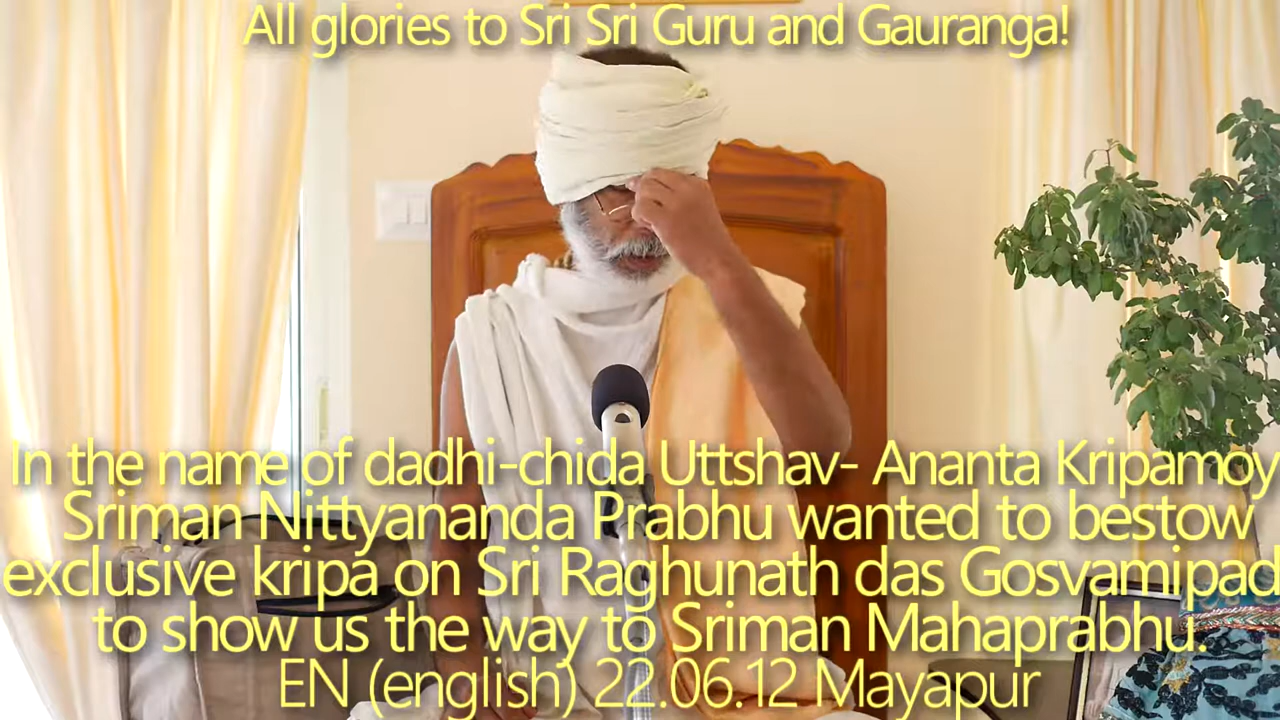 All glories to Sri Sri Guru and Gauranga!
In the name of dadhi-chida Uttshav- Ananta Kripamoy
Sriman Nittyananda Prabhu wanted to bestow
exclusive kripa on Sri Raghunath das Gosvamipad
to show us the way to Sriman Mahaprabhu.
EN (english) 22.06.12 Mayapur